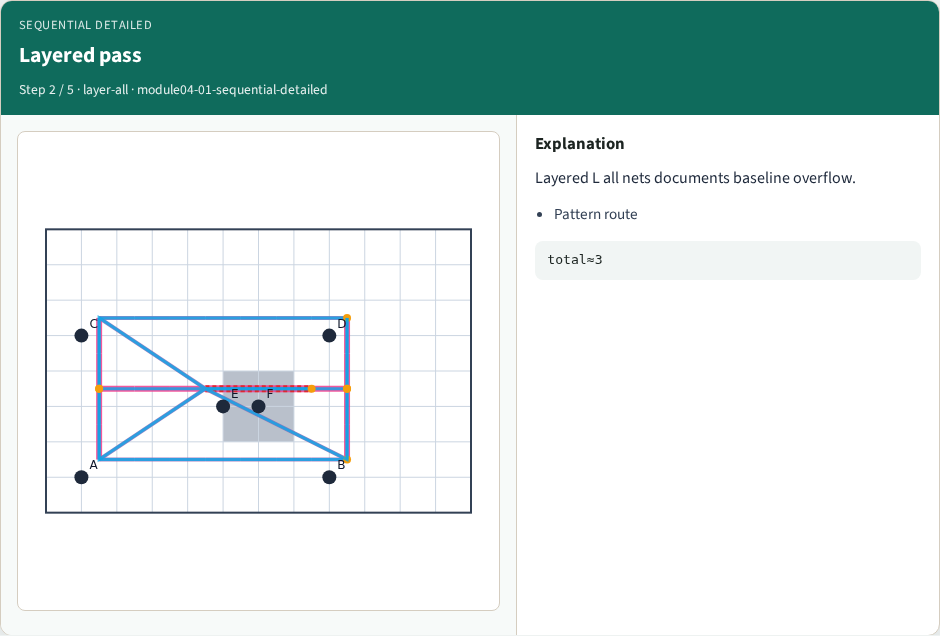 SEQUENTIAL DETAILED
Layered pass
Step 2 / 5 · layer-all · module04-01-sequential-detailed
C
D
E
F
A
B
Explanation
Layered L all nets documents baseline overflow.
• Pattern route
total≈3